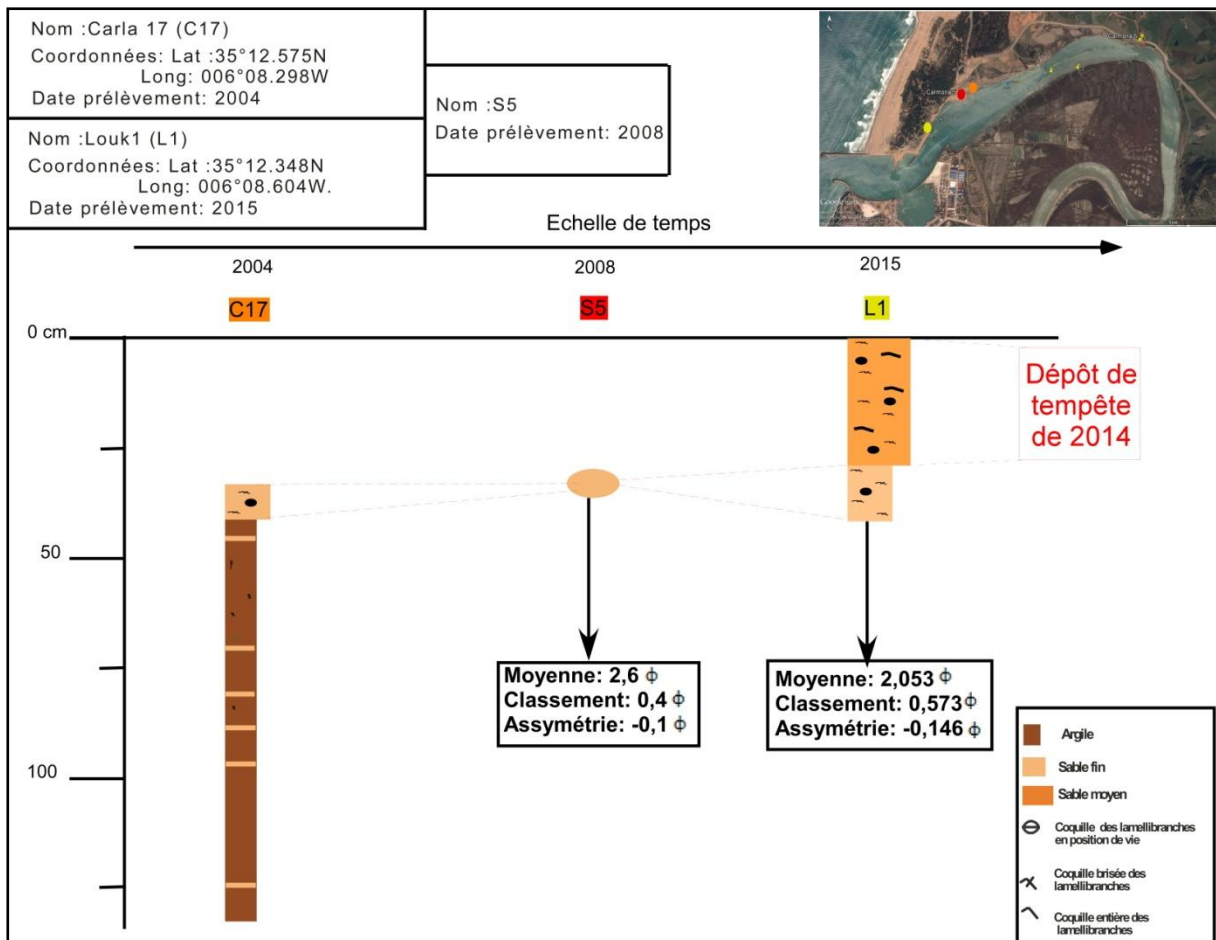 Nom :Carla 17 (C17)
Coordonnées: Lat :35°12.575N
Long: 006°08.298W
Date prélèvement: 2004
Nom :Louk1 (L1)
Coordonnées: Lat :35°12.348N
Long: 006°08.604W.
Date prélèvement: 2015
Nom :S5
Date prélèvement: 2008
Echelle de temps
2004
2008
2015
C17
S5
L1
0 cm
50
100
Dépôt de
tempête
de 2014
Moyenne: 2,6 ϕ
Classement: 0,4 ϕ
Assymétrie: -0,1 ϕ
Moyenne: 2,053 ϕ
Classement: 0,573 ϕ
Assymétrie: -0,146 ϕ
Argile
Sable fin
Sable moyen
Coquille des lamellibranches
en position de vie
Coquille brisée des
lamellibranches
Coquille entière des
lamellibranches